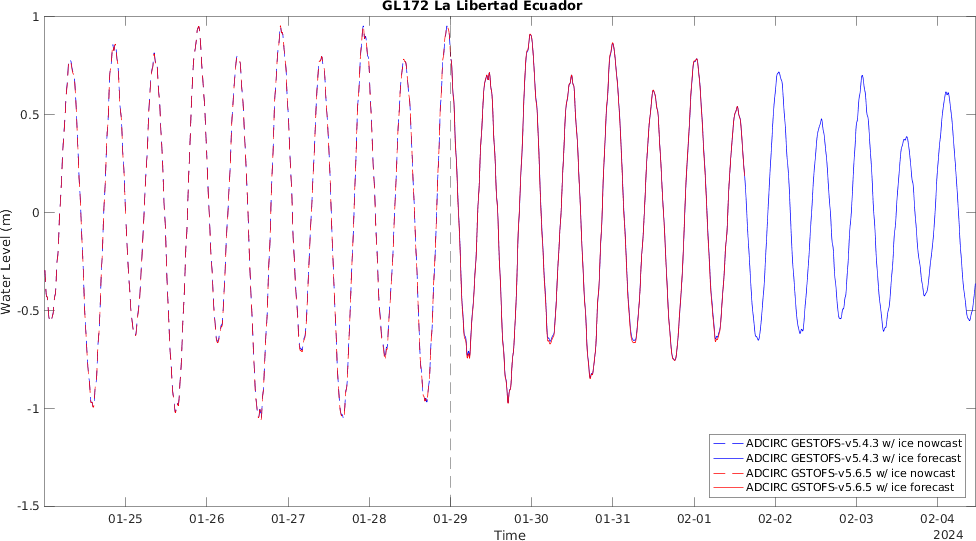 GL172 La Libertad Ecuador
1
0.5
0
-0.5
-1
-1.5
Water Level (m)
ADCIRC GESTOFS-v5.4.3 w/ ice nowcast
ADCIRC GESTOFS-v5.4.3 w/ ice forecast
ADCIRC GSTOFS-v5.6.5 w/ ice nowcast
ADCIRC GSTOFS-v5.6.5 w/ ice forecast
01-25 01-26 01-27 01-28 01-29 01-30 01-31 02-01 02-02 02-03 02-04
Time
2024